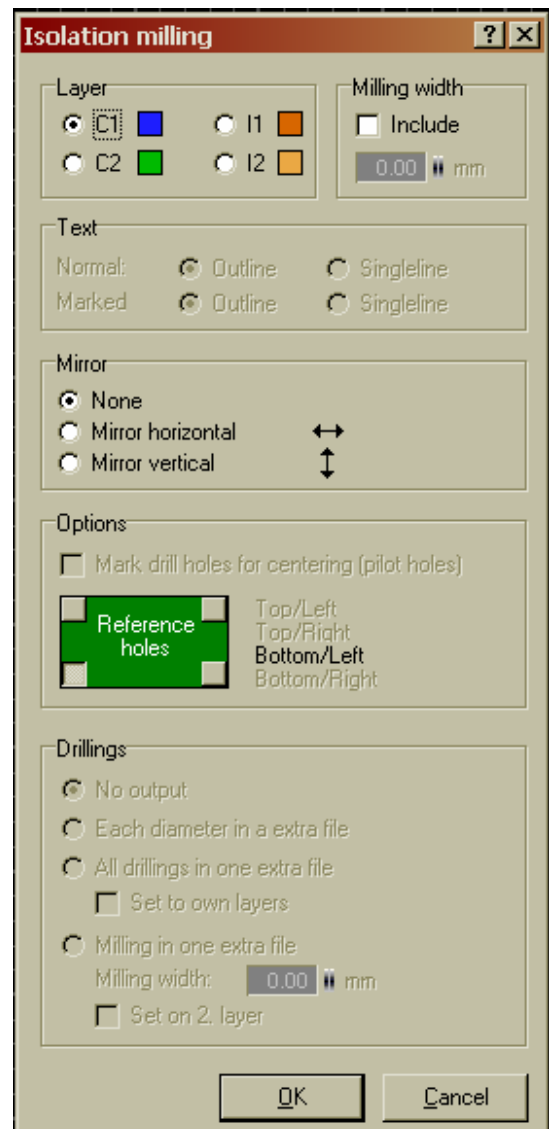 Isolation milling
Layer
C1
I1
C2
I2
Milling width
Include
0.00 mm
Text
Normal: Outline Singleline
Marked Outline Singleline
Mirror
None
Mirror horizontal
Mirror vertical
Options
Mark drill holes for centering (pilot holes)
Reference
holes
Top/Left
Top/Right
Bottom/Left
Bottom/Right
Drillings
No output
Each diameter in a extra file
All drillings in one extra file
Set to own layers
Milling in one extra file
Milling width: 0.00 mm
Set on 2. layer
OK Cancel